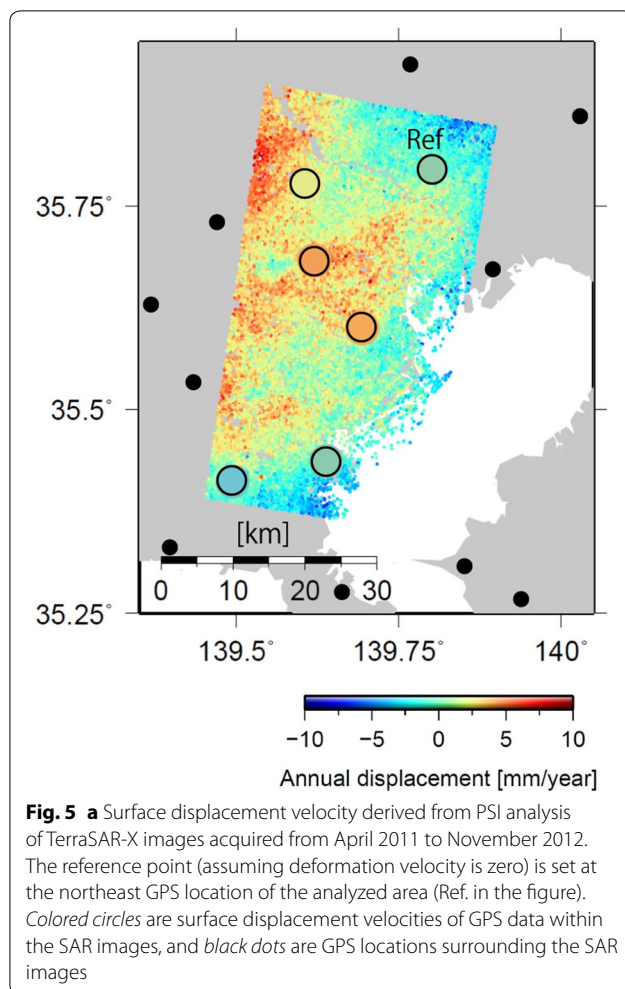 Ref
35.75°
35.5°
35.25°
[km]
0 10 20 30
139.5° 139.75° 140°
−10 −5 0 5 10
Annual displacement [mm/year]
Fig. 5 a Surface displacement velocity derived from PSI analysis
of TerraSAR-X images acquired from April 2011 to November 2012.
The reference point (assuming deformation velocity is zero) is set at
the northeast GPS location of the analyzed area (Ref. in the figure).
Colored circles are surface displacement velocities of GPS data within
the SAR images, and black dots are GPS locations surrounding the SAR
images